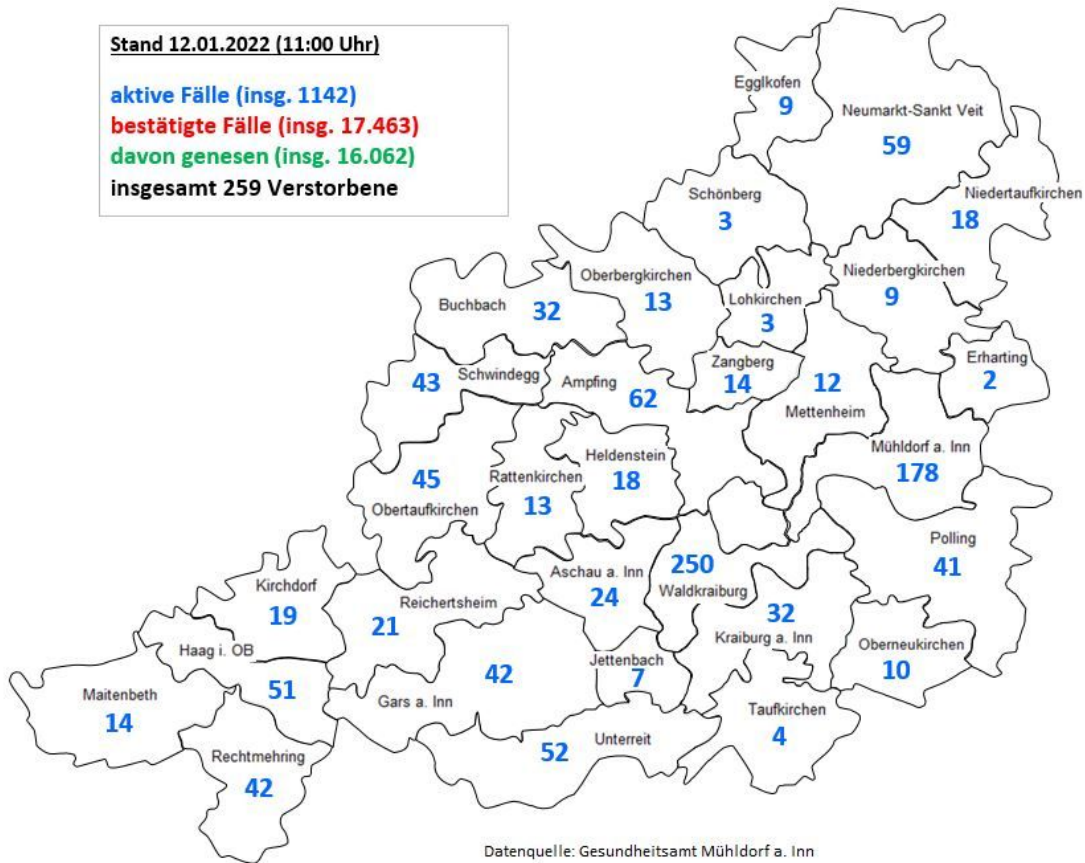 Stand 12.01.2022 (11:00 Uhr)
aktive Fälle (insg. 1142)
bestätigte Fälle (insg. 17.463)
davon genesen (insg. 16.062)
insgesamt 259 Verstorbene
Egglkofen
9
Neumarkt-Sankt Veit
59
Schönberg
3
Niedertaufkirchen
18
Oberbergkirchen
13
Lohkirchen
3
Niederbergkirchen
9
Buchbach
32
Erharting
2
Schwindegg
43
Ampfing
62
Zangberg
14
12
Mettenheim
Mühldorf a. Inn
178
45
Obertaufkirchen
Rattenkirchen
13
Heldenstein
18
Polling
41
Kirchdorf
19
Reichertsheim
21
Aschau a. Inn
24
250
Waldkraiburg
32
Kraiburg a. Inn
Oberneukirchen
10
Haag i. OB
51
Maitenbeth
14
42
Gars a. Inn
Jettenbach
7
Taufkirchen
4
Rechtmehring
42
52
Unterreit
Datenquelle: Gesundheitsamt Mühldorf a. Inn